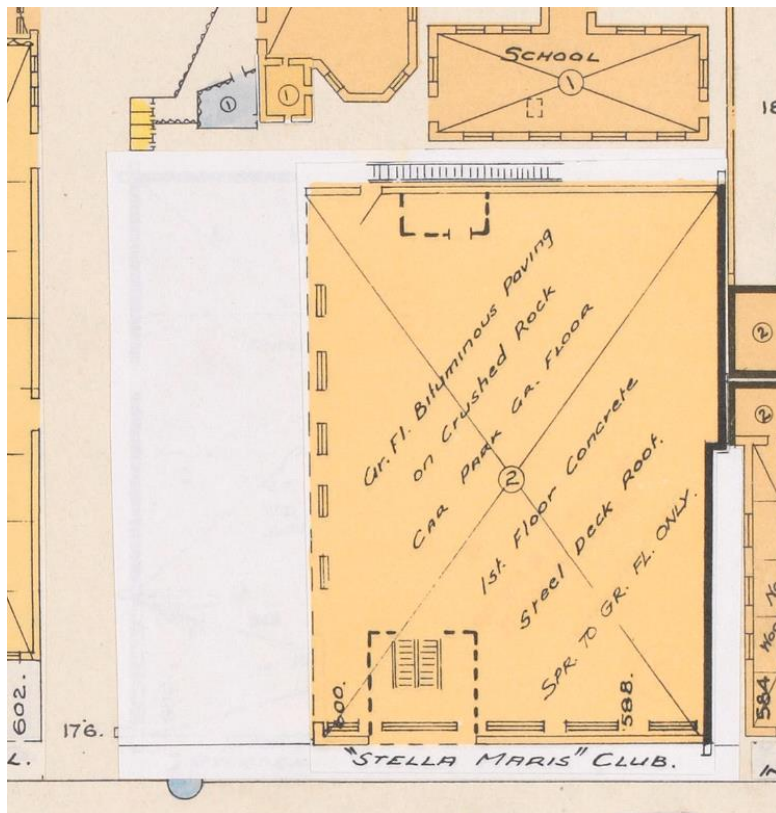 SCHOOL
1
1
1
18
2
2
Gr. Fl. Bituminous Paving
on Crushed Rock
CAR PARK GR. FLOOR
2
1st. Floor Concrete
Steel Deck Roof.
SPR. TO GR. FL. ONLY.
602.
600.
588.
584
176.
L.
"STELLA MARIS" CLUB.